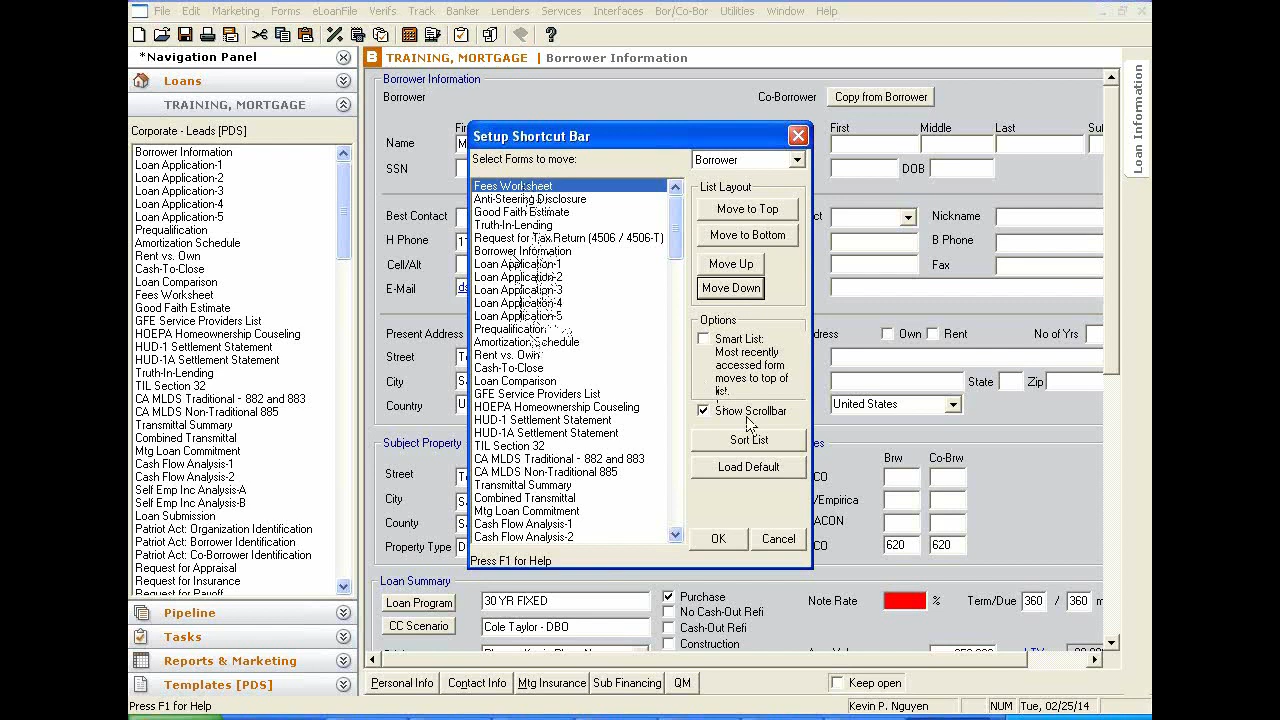 File Edit Marketing Forms eLoanFile Verifs Track Banker Lenders Services Interfaces Bor/Co-Bor Utilities Window Help
*Navigation Panel
Loans
TRAINING, MORTGAGE
Corporate - Leads [PDS]
Borrower Information
Loan Application-1
Loan Application-2
Loan Application-3
Loan Application-4
Loan Application-5
Prequalification
Amortization Schedule
Rent vs. Own
Cash-To-Close
Loan Comparison
Fees Worksheet
Good Faith Estimate
GFE Service Providers List
HOEPA Homeownership Couseling
HUD-1 Settlement Statement
HUD-1A Settlement Statement
Truth-In-Lending
TIL Section 32
CA MLDS Traditional - 882 and 883
CA MLDS Non-Traditional 885
Transmittal Summary
Combined Transmittal
Mtg Loan Commitment
Cash Flow Analysis-1
Cash Flow Analysis-2
Self Emp Inc Analysis-A
Self Emp Inc Analysis-B
Loan Submission
Patriot Act: Organization Identification
Patriot Act: Borrower Identification
Patriot Act: Co-Borrower Identification
Request for Appraisal
Request for Insurance
Request for Payoff
Pipeline
Tasks
Reports & Marketing
Templates [PDS]
Press F1 for Help
B TRAINING, MORTGAGE | Borrower Information
Borrower Information
Borrower
Co-Borrower Copy from Borrower
First Middle Last
Name
SSN
DOB
Best Contact
Nickname
H Phone
B Phone
Cell/Alt
Fax
E-Mail
Present Address
Own Rent No of Yrs
Street
City
State Zip
Country
United States
Subject Property
Street
City
County
Property Type
Brw Co-Brw
/Empirica
620 620
Loan Summary
Loan Program 30 YR FIXED
CC Scenario Cole Taylor - DBO
Purchase
No Cash-Out Refi
Cash-Out Refi
Construction
Note Rate % Term/Due 360 / 360
Personal Info Contact Info Mtg Insurance Sub Financing QM Keep open
Kevin P. Nguyen NUM Tue, 02/25/14
Loan Information
Setup Shortcut Bar
Select Forms to move:
Borrower
Fees Worksheet
Anti-Steering Disclosure
Good Faith Estimate
Truth-In-Lending
Request for Tax Return (4506 / 4506-T)
Borrower Information
Loan Application-1
Loan Application-2
Loan Application-3
Loan Application-4
Loan Application-5
Prequalification
Amortization Schedule
Rent vs. Own
Cash-To-Close
Loan Comparison
GFE Service Providers List
HOEPA Homeownership Couseling
HUD-1 Settlement Statement
HUD-1A Settlement Statement
TIL Section 32
CA MLDS Traditional - 882 and 883
CA MLDS Non-Traditional 885
Transmittal Summary
Combined Transmittal
Mtg Loan Commitment
Cash Flow Analysis-1
Cash Flow Analysis-2
List Layout
Move to Top
Move to Bottom
Move Up
Move Down
Options
Smart List:
Most recently
accessed form
moves to top of
list.
Show Scrollbar
Sort List
Load Default
OK Cancel
Press F1 for Help